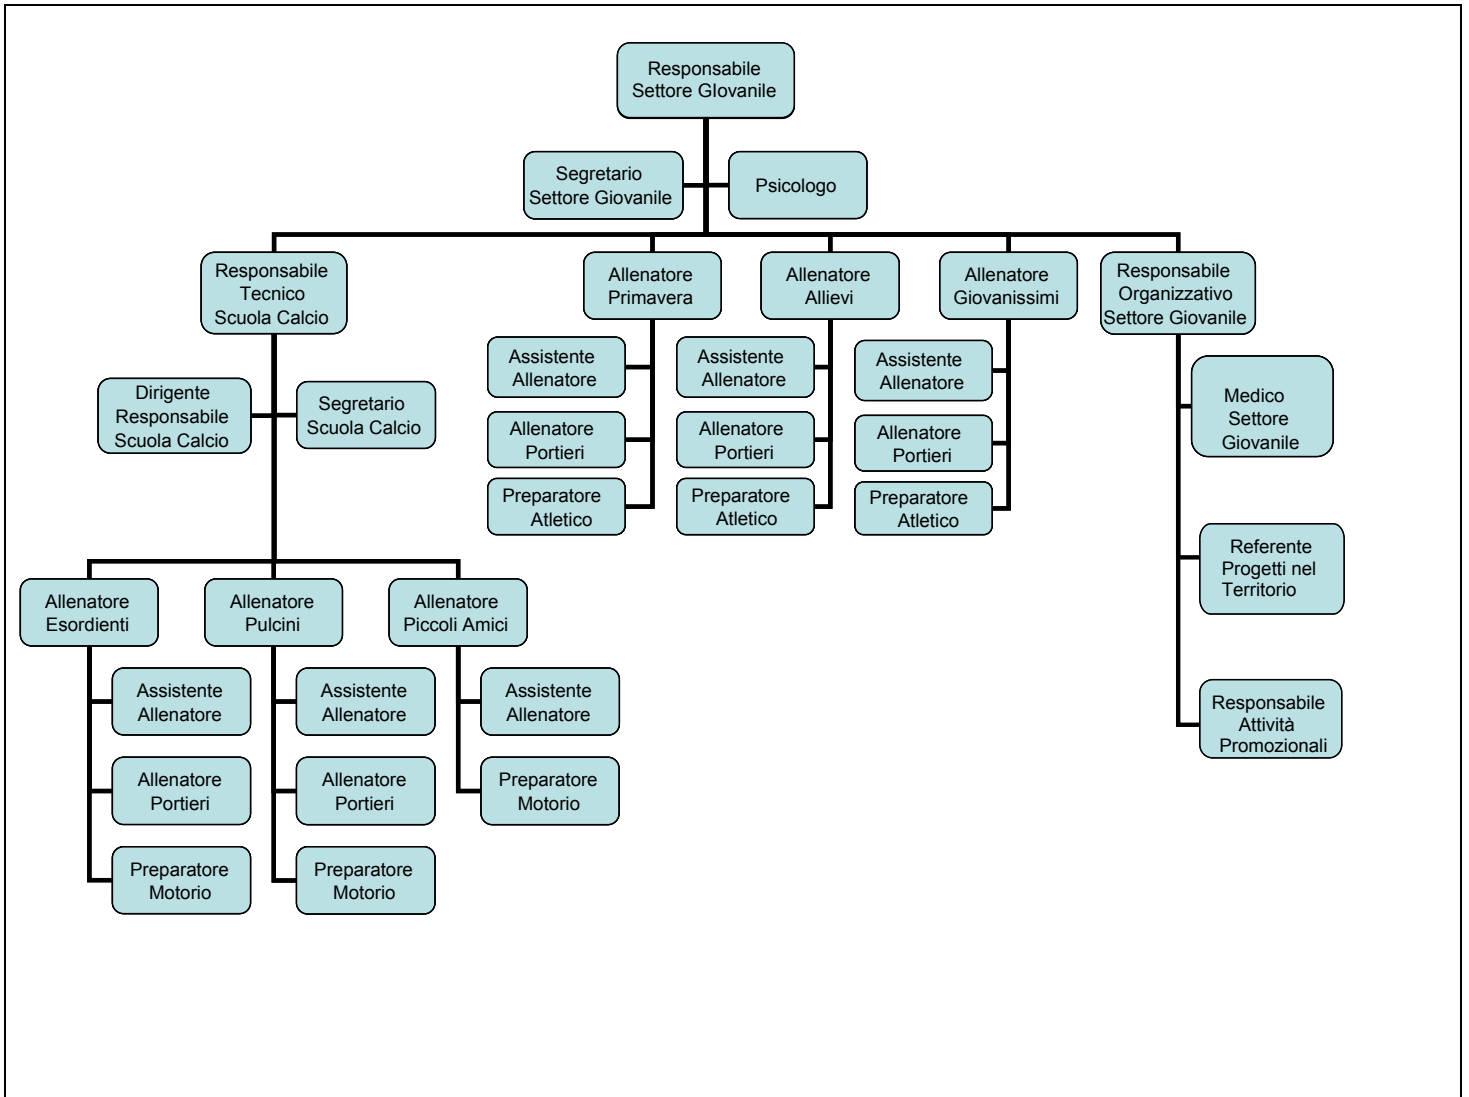 Responsabile
Settore GIovanile
Segretario
Settore Giovanile
Psicologo
Responsabile
Tecnico
Scuola Calcio
Allenatore
Primavera
Allenatore
Allievi
Allenatore
Giovanissimi
Responsabile
Organizzativo
Settore Giovanile
Dirigente
Responsabile
Scuola Calcio
Segretario
Scuola Calcio
Assistente
Allenatore
Allenatore
Portieri
Preparatore
Atletico
Assistente
Allenatore
Allenatore
Portieri
Preparatore
Atletico
Assistente
Allenatore
Allenatore
Portieri
Preparatore
Atletico
Medico
Settore
Giovanile
Referente
Progetti nel
Territorio
Responsabile
Attività
Promozionali
Allenatore
Esordienti
Assistente
Allenatore
Allenatore
Portieri
Preparatore
Motorio
Allenatore
Pulcini
Assistente
Allenatore
Allenatore
Portieri
Preparatore
Motorio
Allenatore
Piccoli Amici
Assistente
Allenatore
Preparatore
Motorio